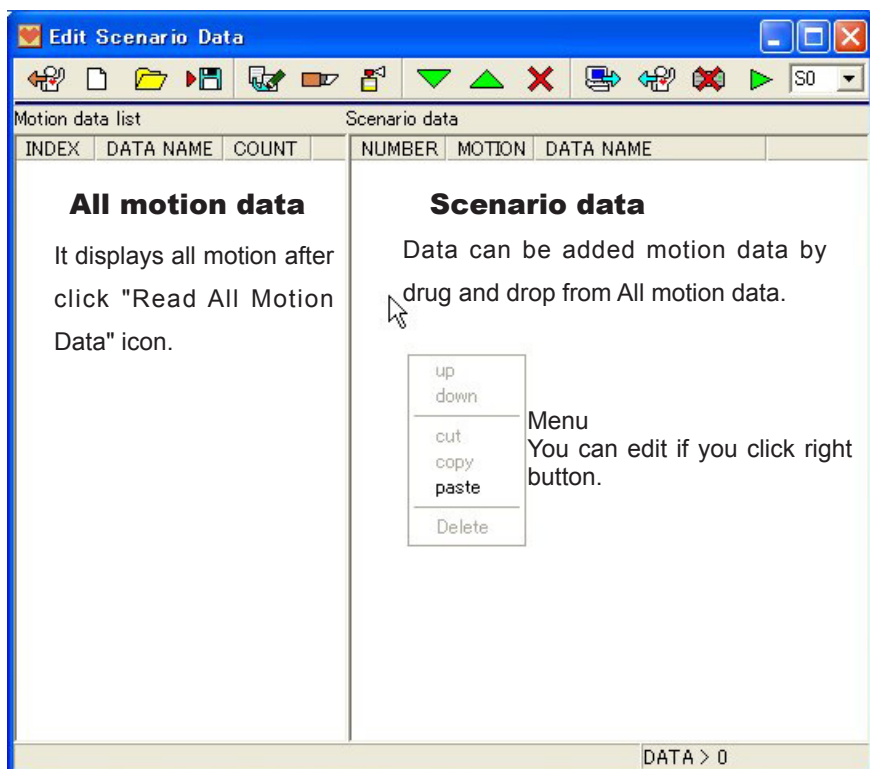 Edit Scenario Data
S0
Motion data list
Scenario data
INDEX DATA NAME COUNT
NUMBER MOTION DATA NAME
All motion data
It displays all motion after
click "Read All Motion
Data" icon.
Scenario data
Data can be added motion data by
drug and drop from All motion data.
up
down
cut
copy
paste
Delete
Menu
You can edit if you click right
button.
DATA > 0